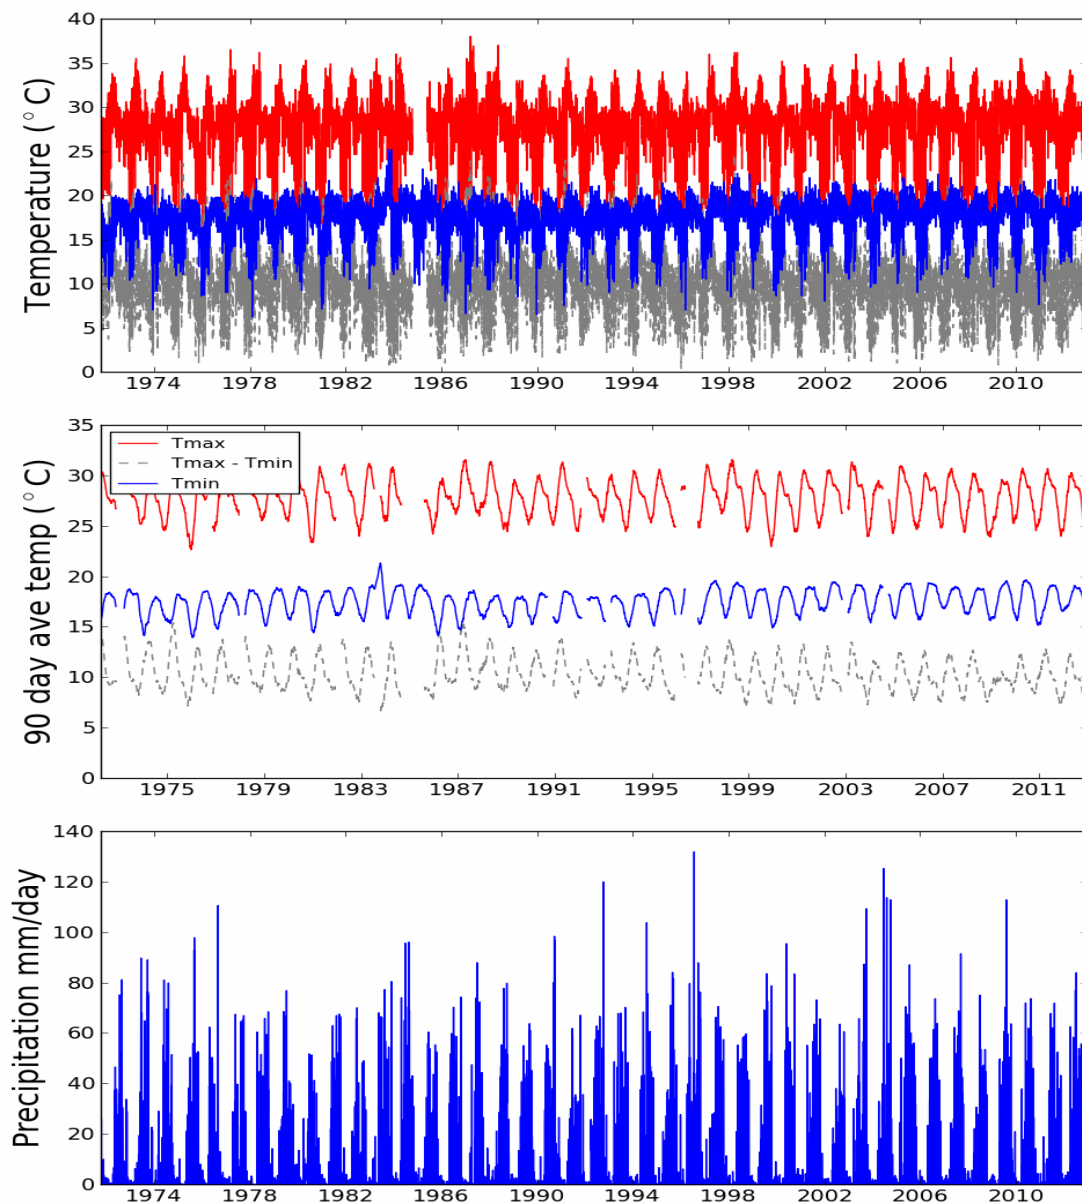 Temperature (°C)
40
35
30
25
20
15
10
5
0
1974 1978 1982 1986 1990 1994 1998 2002 2006 2010
90 day ave temp (°C)
35
30
25
20
15
10
5
0
Tmax
Tmax - Tmin
Tmin
1975 1979 1983 1987 1991 1995 1999 2003 2007 2011
Precipitation mm/day
140
120
100
80
60
40
20
0
1974 1978 1982 1986 1990 1994 1998 2002 2006 2010